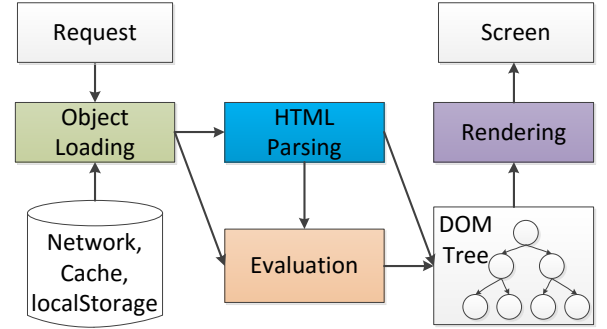 Request
Screen
Object
Loading
HTML
Parsing
Rendering
Network,
Cache,
localStorage
Evaluation
DOM
Tree